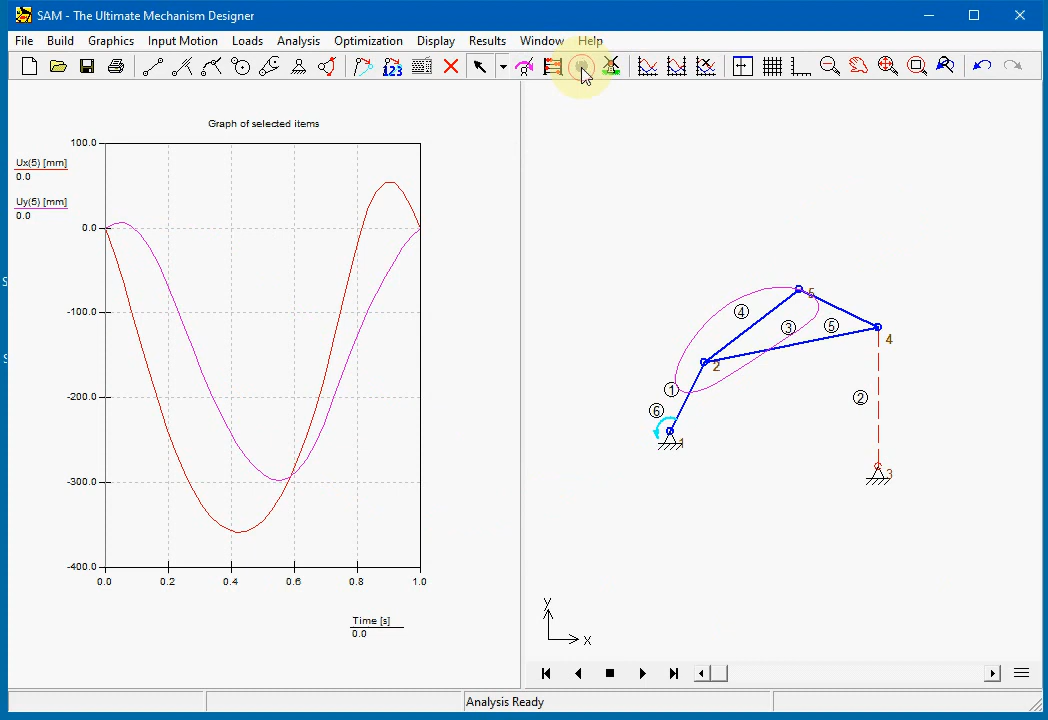 SAM - The Ultimate Mechanism Designer
File Build Graphics Input Motion Loads Analysis Optimization Display Results Window Help
123
Graph of selected items
Ux(5) [mm]
0.0
Uy(5) [mm]
0.0
100.0
0.0
-100.0
-200.0
-300.0
-400.0
0.0 0.2 0.4 0.6 0.8 1.0
Time [s]
0.0
5
4
3
5
4
2
1
2
6
1
3
y
x
Analysis Ready